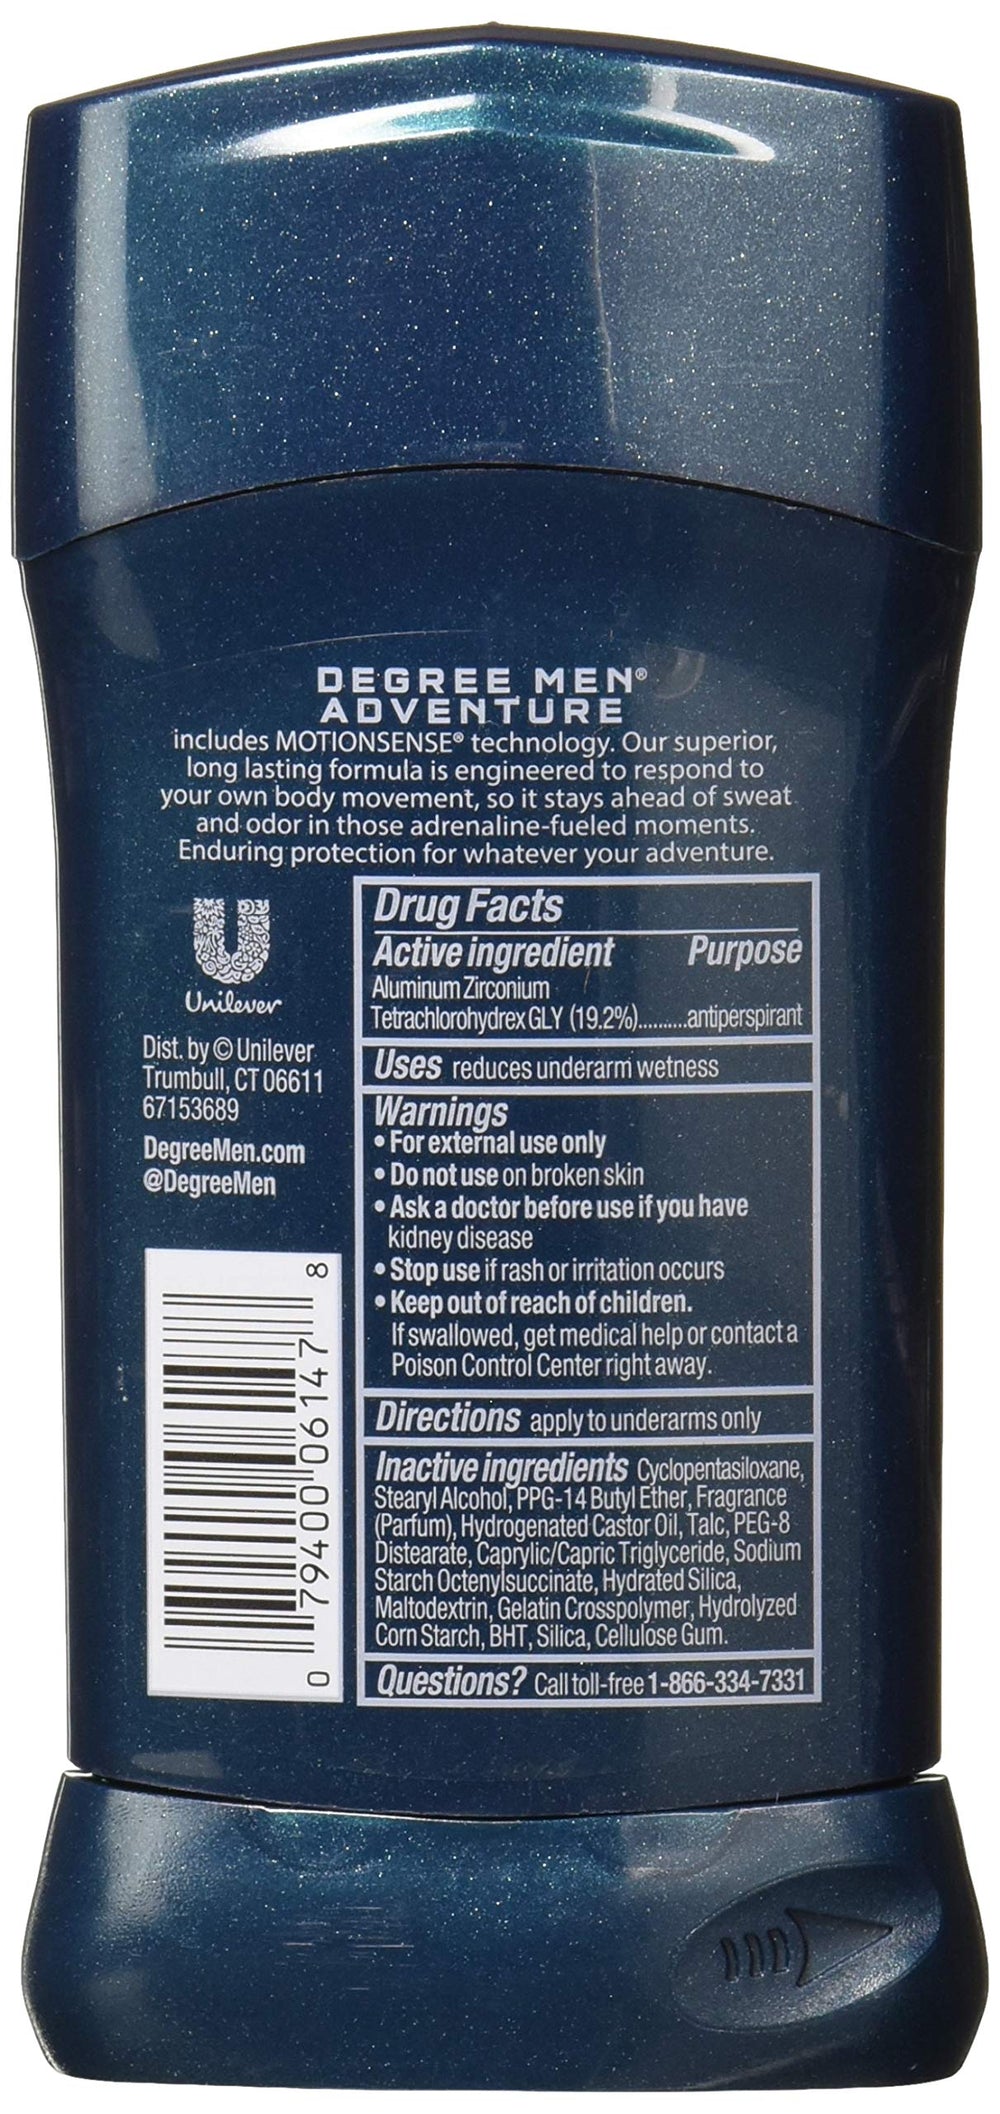 DEGREE MEN®
ADVENTURE
includes MOTIONSENSE® technology. Our superior,
long lasting formula is engineered to respond to
your own body movement, so it stays ahead of sweat
and odor in those adrenaline-fueled moments.
Enduring protection for whatever your adventure.
Unilever
Dist. by © Unilever
Trumbull, CT 06611
67153689
DegreeMen.com
@DegreeMen
0 79400 06147 8
Drug Facts
Active ingredient Purpose
Aluminum Zirconium
Tetrachlorohydrex GLY (19.2%)..........antiperspirant
Uses reduces underarm wetness
Warnings
• For external use only
• Do not use on broken skin
• Ask a doctor before use if you have
kidney disease
• Stop use if rash or irritation occurs
• Keep out of reach of children.
If swallowed, get medical help or contact a
Poison Control Center right away.
Directions apply to underarms only
Inactive ingredients Cyclopentasiloxane,
Stearyl Alcohol, PPG-14 Butyl Ether, Fragrance
(Parfum), Hydrogenated Castor Oil, Talc, PEG-8
Distearate, Caprylic/Capric Triglyceride, Sodium
Starch Octenylsuccinate, Hydrated Silica,
Maltodextrin, Gelatin Crosspolymer, Hydrolyzed
Corn Starch, BHT, Silica, Cellulose Gum.
Questions? Call toll-free 1-866-334-7331